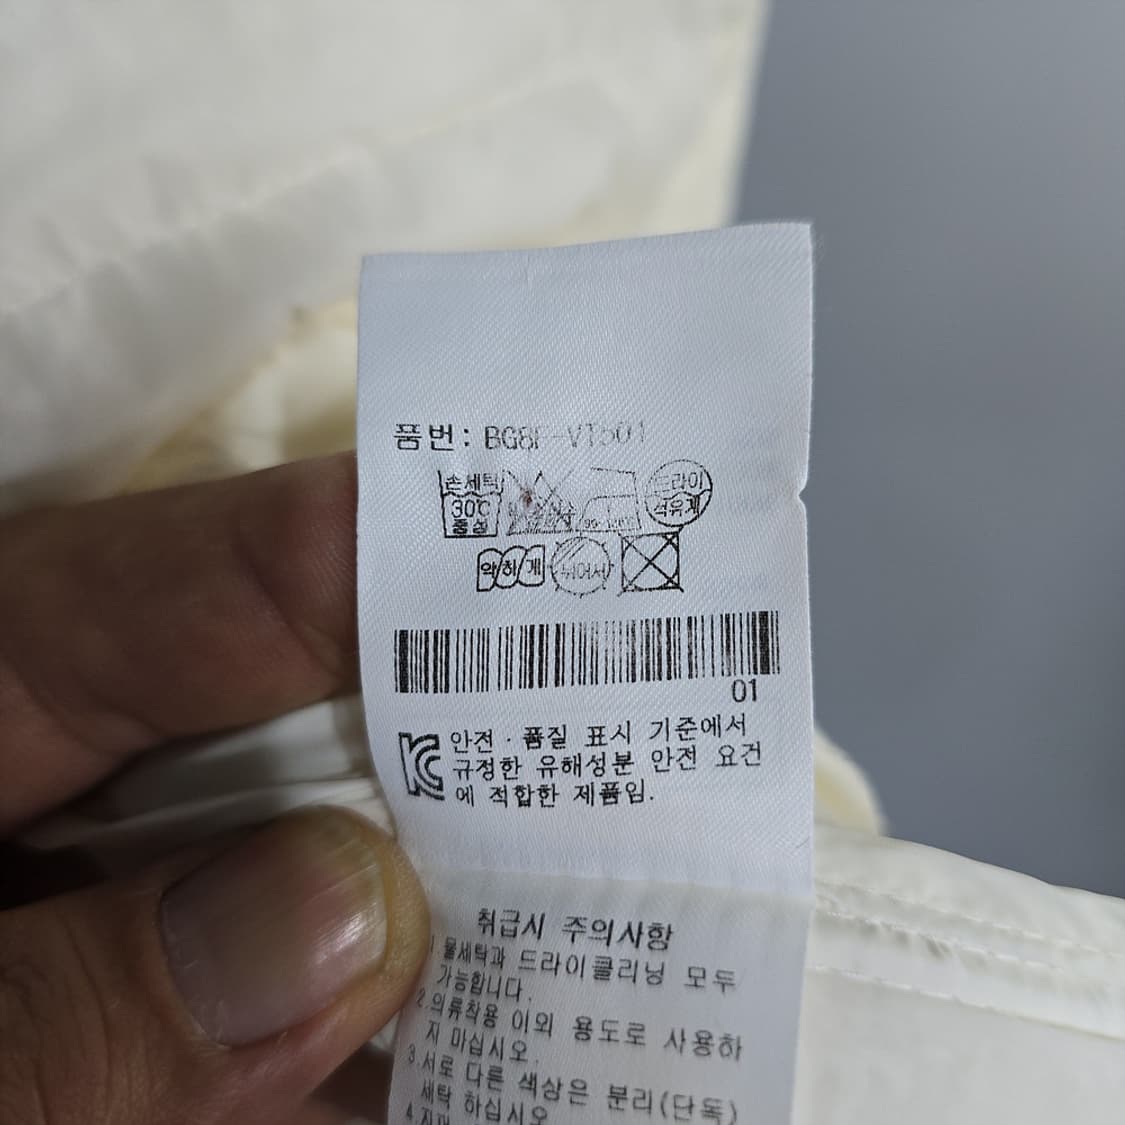 품번: BG8F-VT501
손세탁
30℃
중성
드라이
석유계
약하게
뉘어서
01
안전·품질 표시 기준에서
규정한 유해성분 안전 요건
에 적합한 제품임.
취급시 주의사항
1.물세탁과 드라이클리닝 모두
가능합니다.
2.의류착용 이외 용도로 사용하
지 마십시오.
3.서로 다른 색상은 분리(단독)
세탁 하십시오